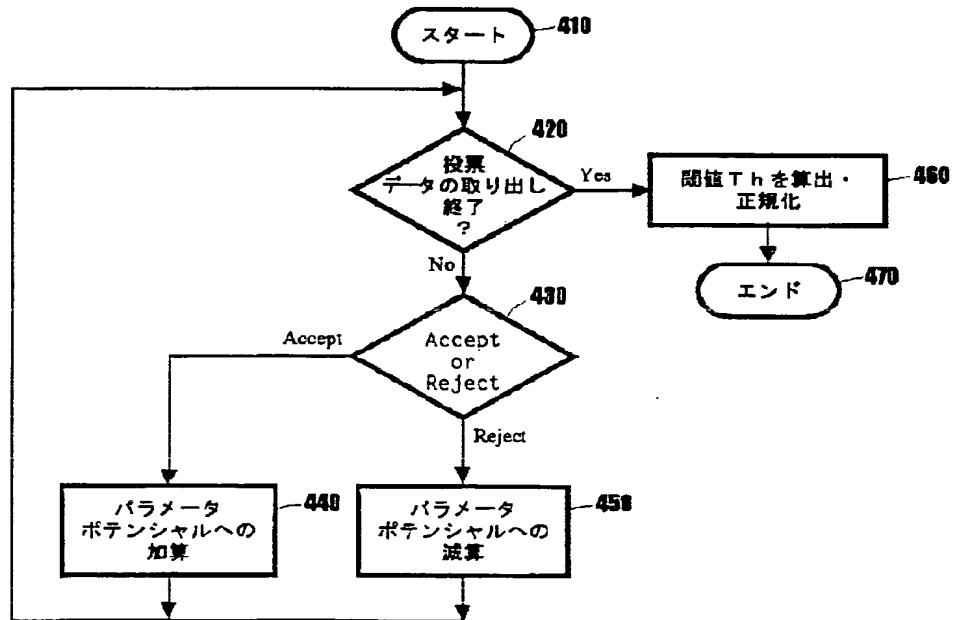 スタート
410
420
投票
データの取り出し
終了
?
Yes
閾値Thを算出・
正規化
460
エンド
470
No
430
Accept
Accept
or
Reject
Reject
パラメータ
ポテンシャルへの
加算
440
パラメータ
ポテンシャルへの
減算
450